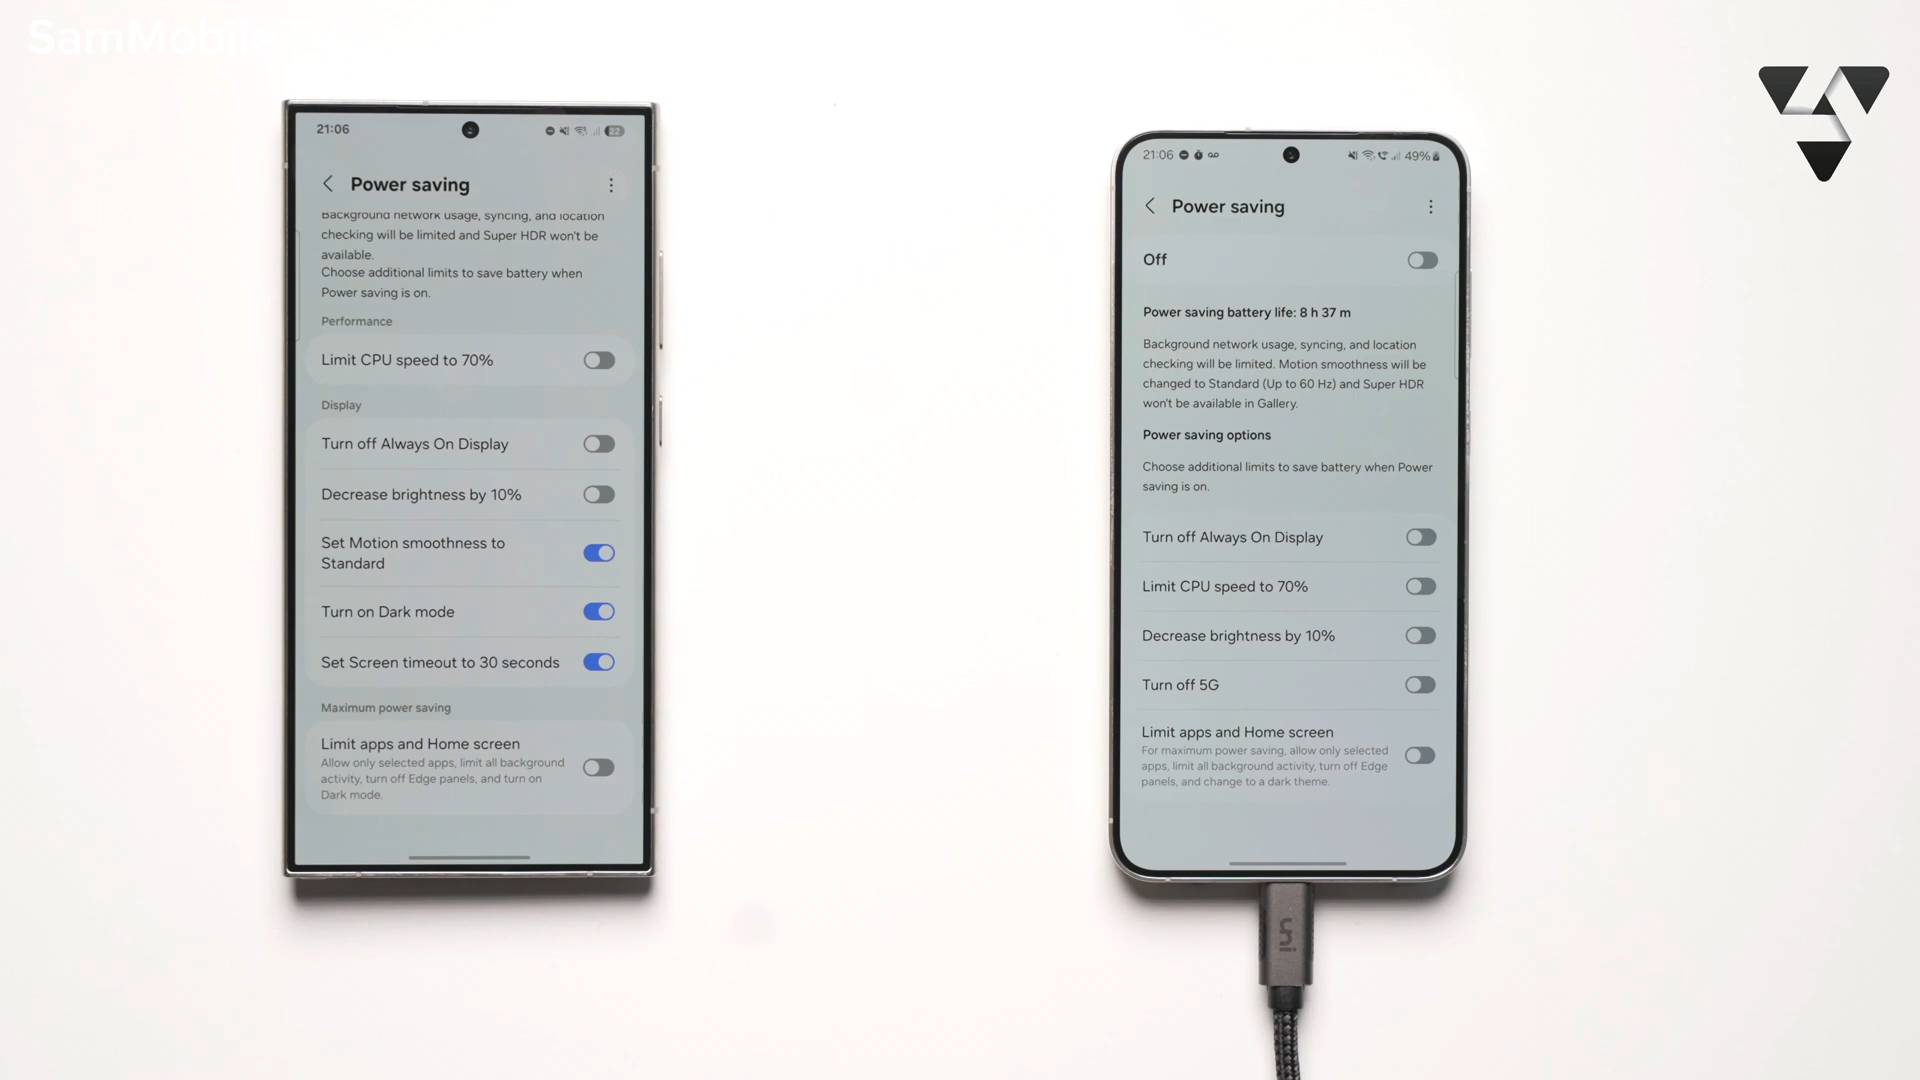 SamMobile
21:06
22
Power saving
Background network usage, syncing, and location
checking will be limited and Super HDR won't be
available.
Choose additional limits to save battery when
Power saving is on.
Performance
Limit CPU speed to 70%
Display
Turn off Always On Display
Decrease brightness by 10%
Set Motion smoothness to
Standard
Turn on Dark mode
Set Screen timeout to 30 seconds
Maximum power saving
Limit apps and Home screen
Allow only selected apps, limit all background
activity, turn off Edge panels, and turn on
Dark mode.
21:06
49%
Power saving
Off
Power saving battery life: 8 h 37 m
Background network usage, syncing, and location
checking will be limited. Motion smoothness will be
changed to Standard (Up to 60 Hz) and Super HDR
won't be available in Gallery.
Power saving options
Choose additional limits to save battery when Power
saving is on.
Turn off Always On Display
Limit CPU speed to 70%
Decrease brightness by 10%
Turn off 5G
Limit apps and Home screen
For maximum power saving, allow only selected
apps, limit all background activity, turn off Edge
panels, and change to a dark theme.
uni